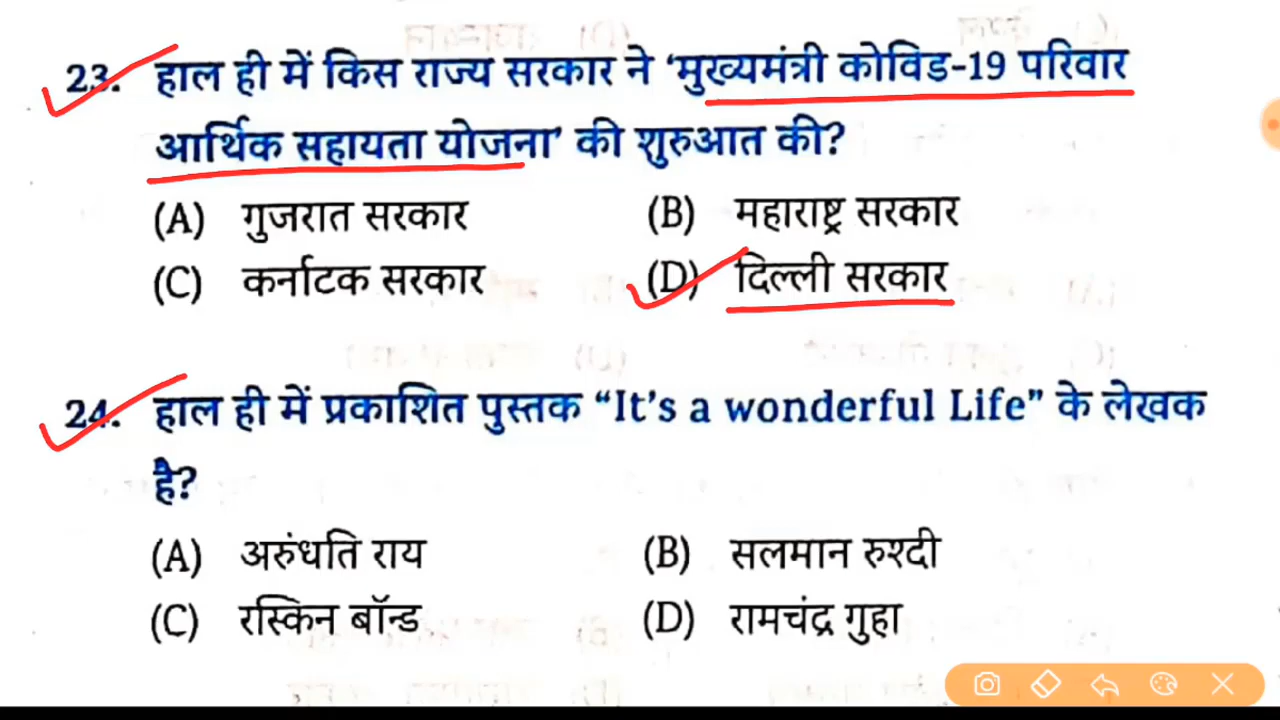 23. हाल ही में किस राज्य सरकार ने ‘मुख्यमंत्री कोविड-19 परिवार
आर्थिक सहायता योजना’ की शुरुआत की?
(A) गुजरात सरकार (B) महाराष्ट्र सरकार
(C) कर्नाटक सरकार (D) दिल्ली सरकार
24. हाल ही में प्रकाशित पुस्तक “It’s a wonderful Life” के लेखक
है?
(A) अरुंधति राय (B) सलमान रुश्दी
(C) रस्किन बॉन्ड (D) रामचंद्र गुहा